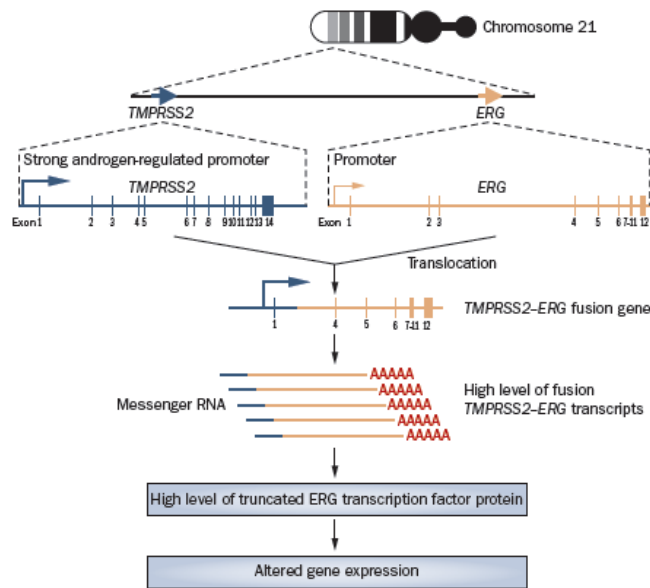 Chromosome 21
TMPRSS2 ERG
Strong androgen-regulated promoter
TMPRSS2
Exon 1 2 3 4 5 6 7 8 9 10 11 12 13 14
Promoter
ERG
Exon 1 2 3 4 5 6 7-11 12
Translocation
1 4 5 6 7-11 12
TMPRSS2–ERG fusion gene
AAAAA
AAAAA
AAAAA
AAAAA
AAAAA
Messenger RNA
High level of fusion
TMPRSS2–ERG transcripts
High level of truncated ERG transcription factor protein
Altered gene expression